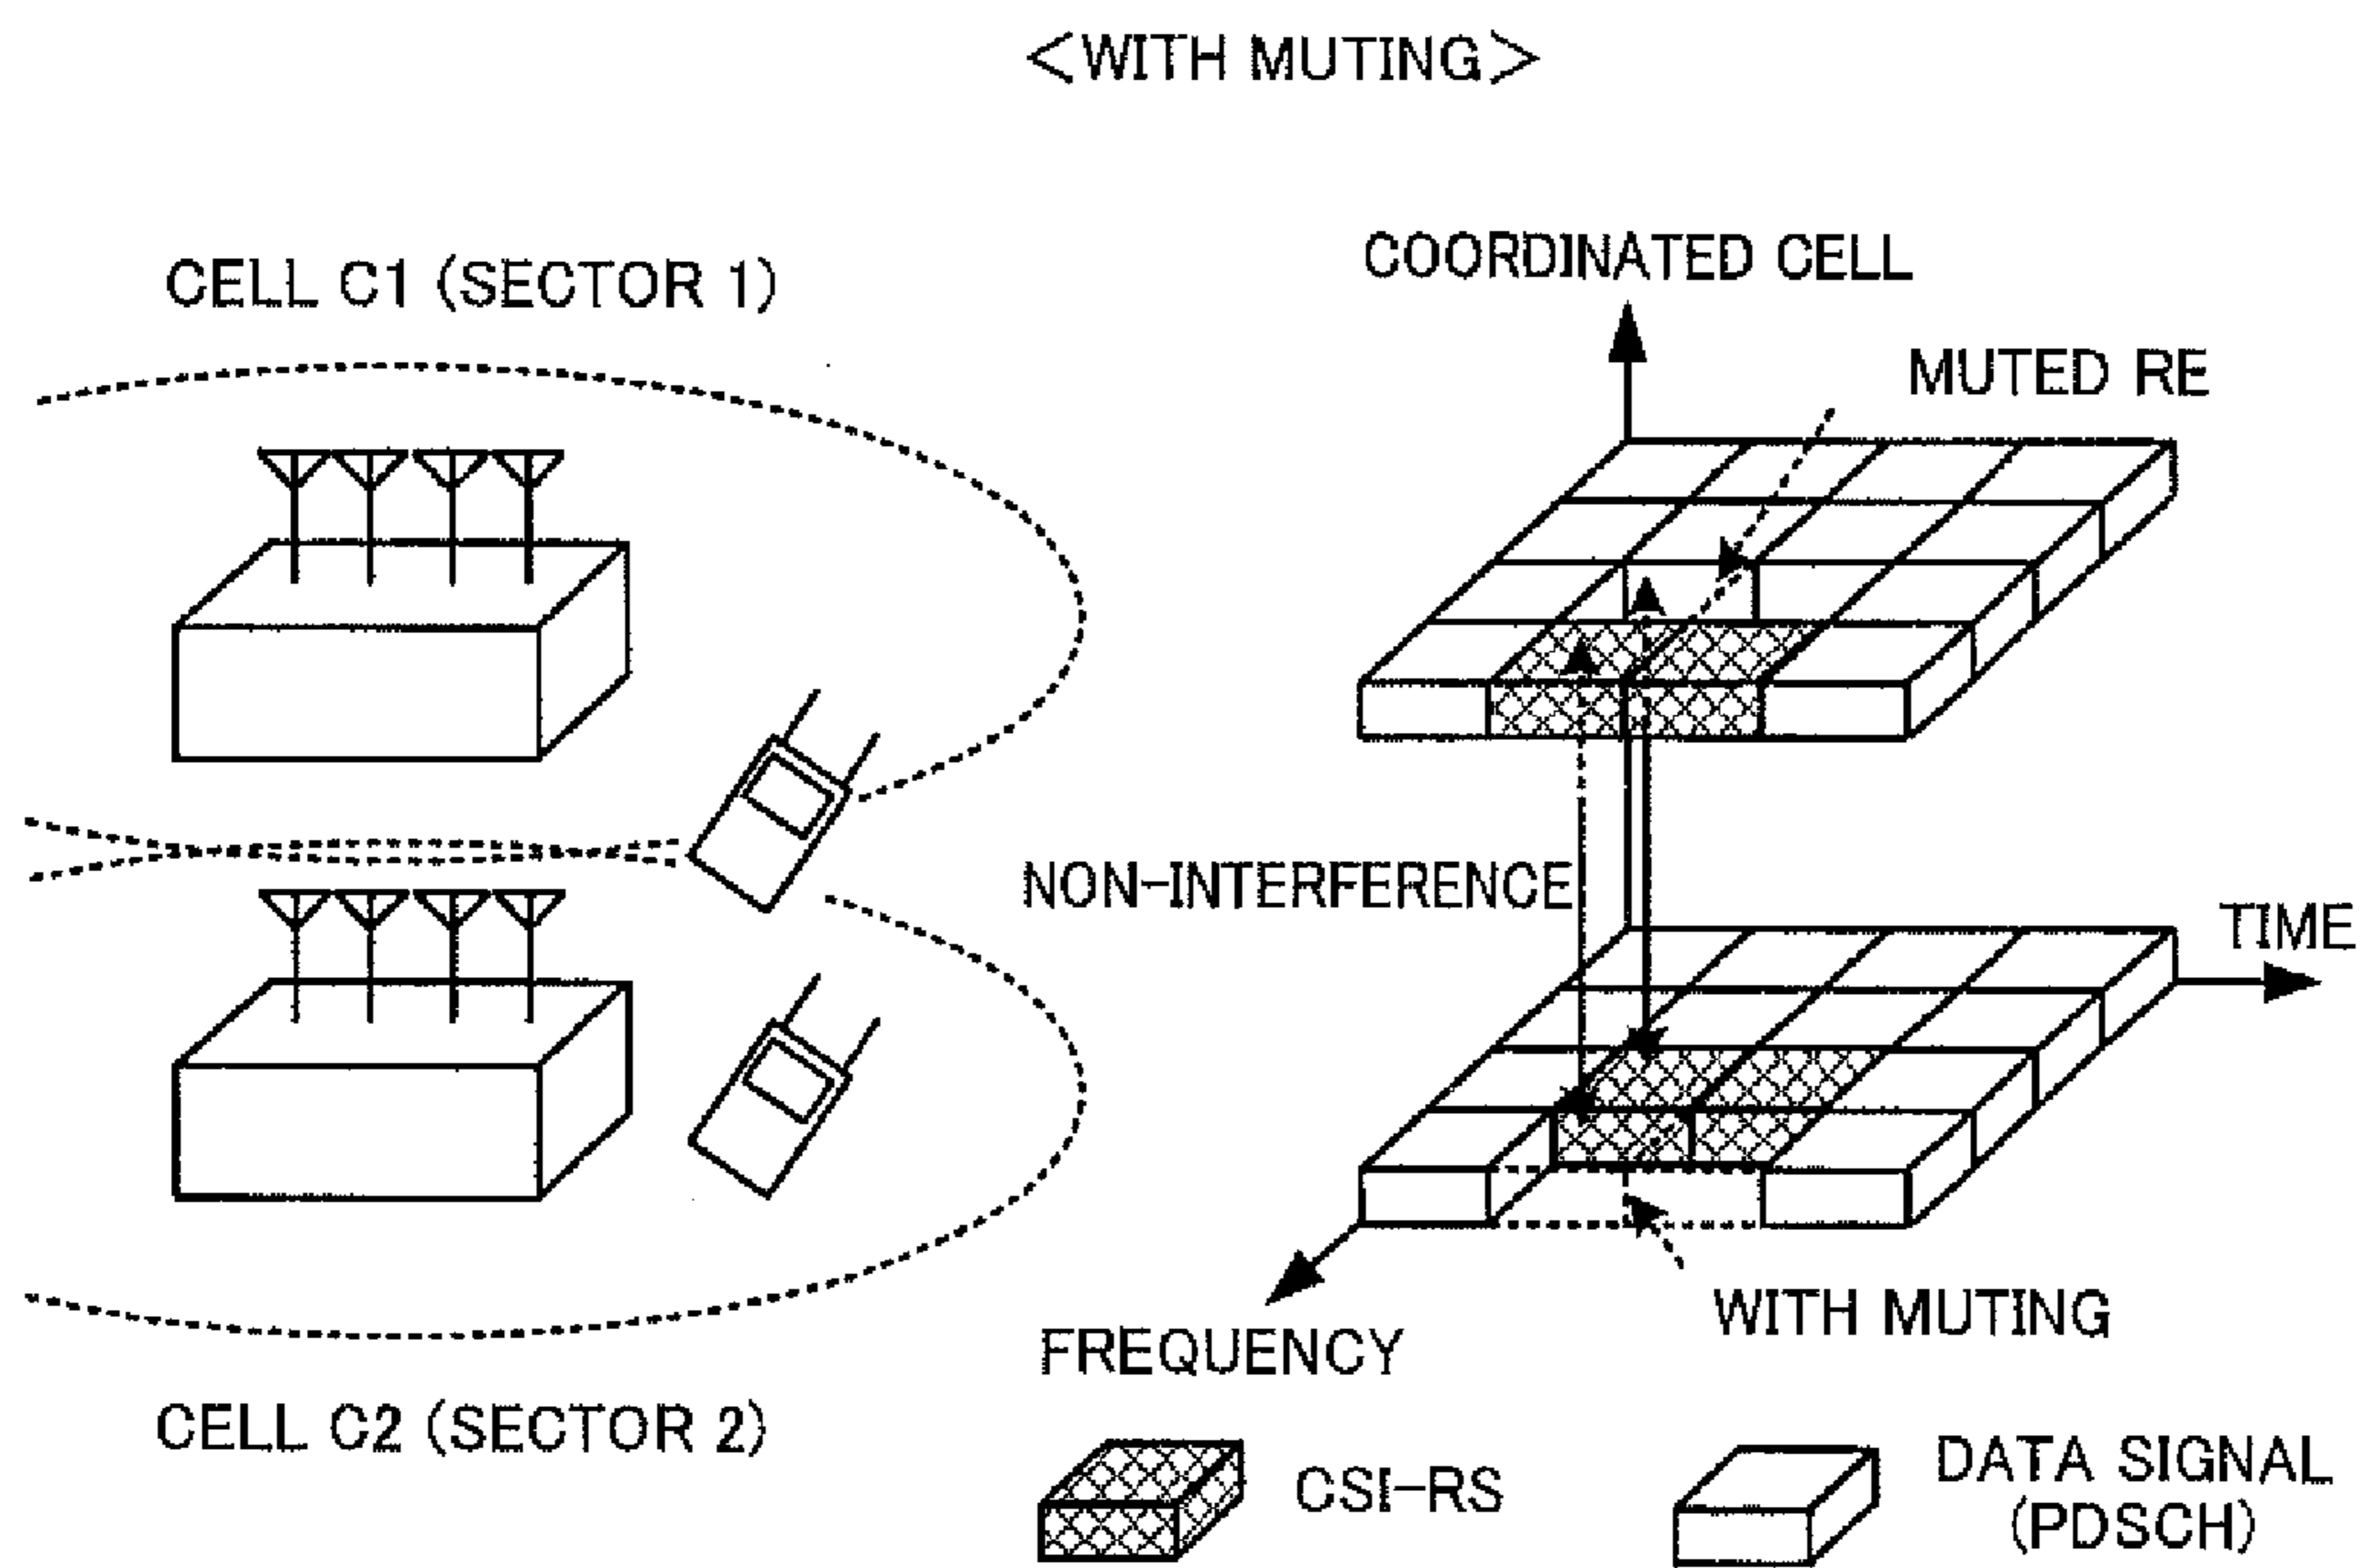 <WITH MUTING>
CELL C1 (SECTOR 1)
COORDINATED CELL
MUTED RE
NON-INTERFERENCE
TIME
WITH MUTING
FREQUENCY
CELL C2 (SECTOR 2)
CSI-RS
DATA SIGNAL
(PDSCH)